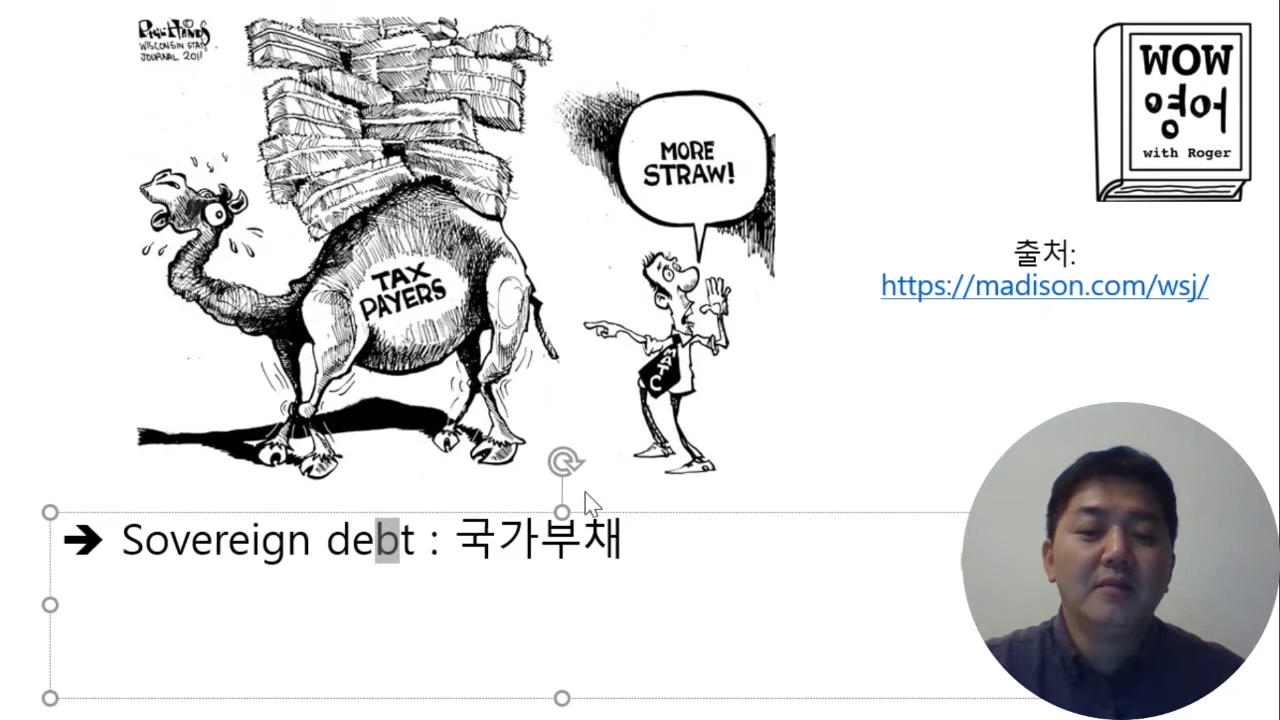 WISCONSIN STATE
JOURNAL 2011
MORE
STRAW!
TAX
PAYERS
WOW
영어
with Roger
출처:
https://madison.com/wsj/
➔ Sovereign debt : 국가부채